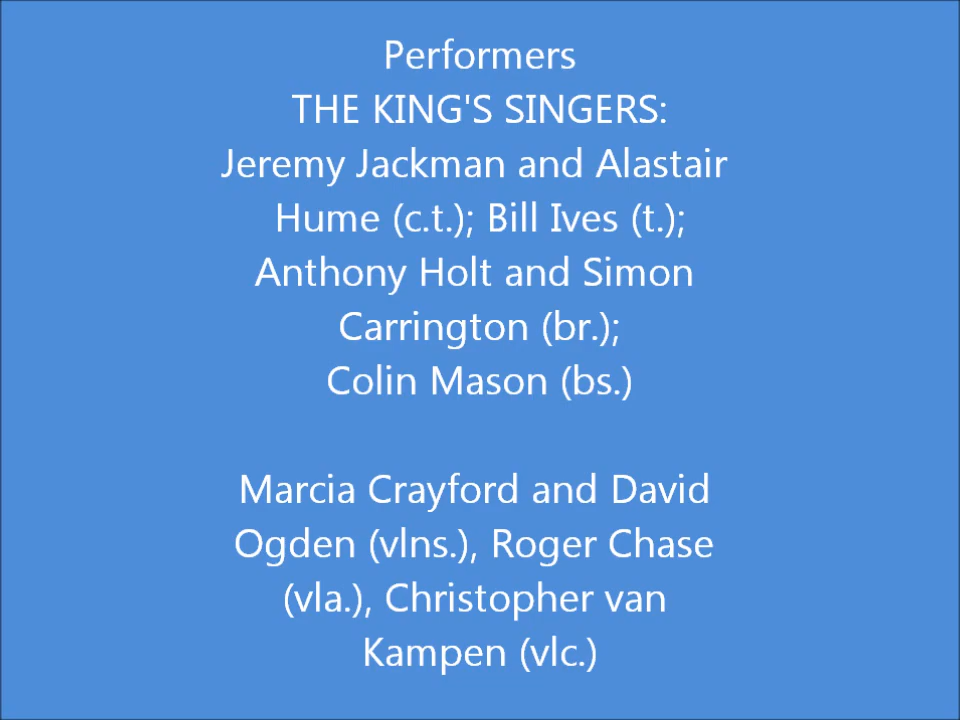 Performers
THE KING'S SINGERS:
Jeremy Jackman and Alastair
Hume (c.t.); Bill Ives (t.);
Anthony Holt and Simon
Carrington (br.);
Colin Mason (bs.)
Marcia Crayford and David
Ogden (vlns.), Roger Chase
(vla.), Christopher van
Kampen (vlc.)